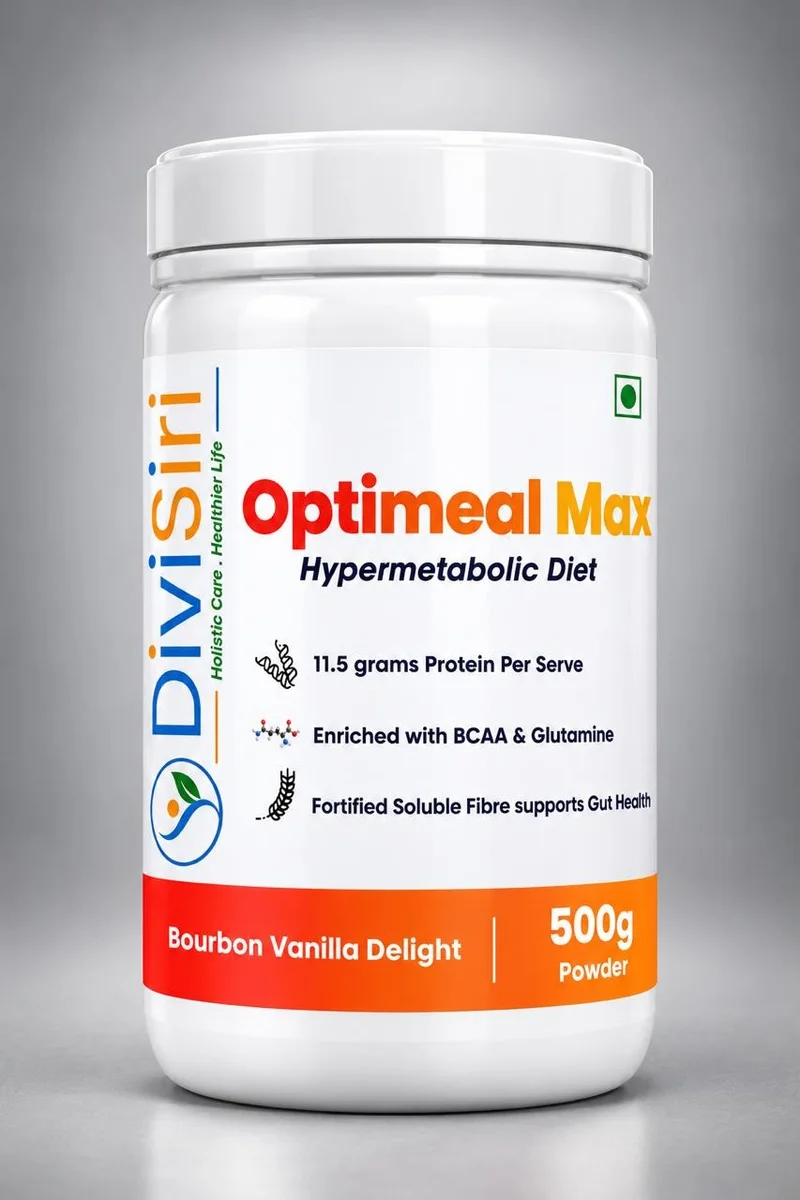 DiviSiri
Holistic Care . Healthier Life
Optimeal Max
Hypermetabolic Diet
11.5 grams Protein Per Serve
Enriched with BCAA & Glutamine
Fortified Soluble Fibre supports Gut Health
Bourbon Vanilla Delight
500g
Powder